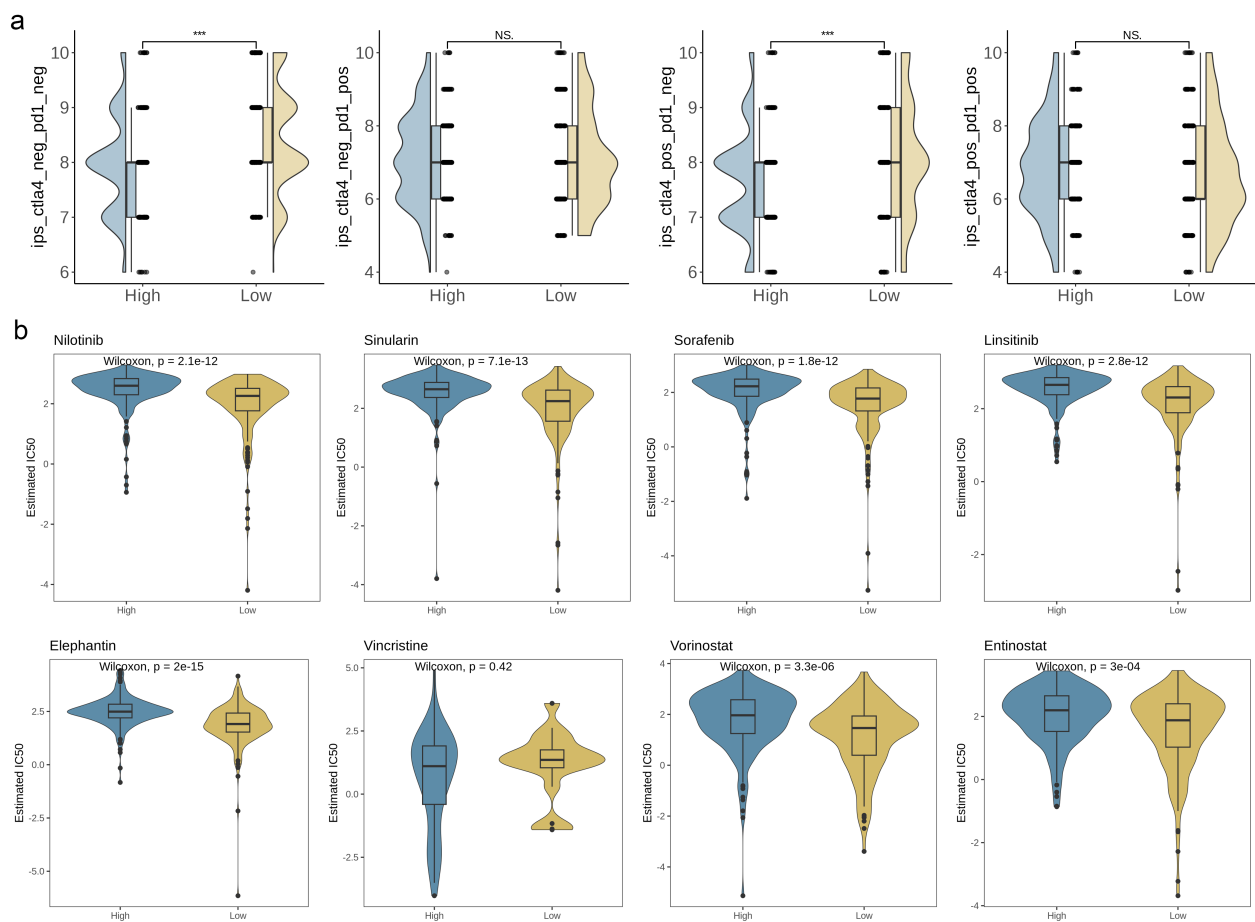 a
ips_ctla4_neg_pd1_neg
10
9
8
7
6
***
High
Low
ips_ctla4_neg_pd1_pos
10
8
6
4
NS.
High
Low
ips_ctla4_pos_pd1_neg
10
9
8
7
6
***
High
Low
ips_ctla4_pos_pd1_pos
10
8
6
4
NS.
High
Low
b
Nilotinib
Wilcoxon, p = 2.1e-12
Estimated IC50
2
0
-2
-4
High
Low
Sinularin
Wilcoxon, p = 7.1e-13
Estimated IC50
2
0
-2
-4
High
Low
Sorafenib
Wilcoxon, p = 1.8e-12
Estimated IC50
2
0
-2
-4
High
Low
Linsitinib
Wilcoxon, p = 2.8e-12
Estimated IC50
2
0
-2
High
Low
Elephantin
Wilcoxon, p = 2e-15
Estimated IC50
2.5
0.0
-2.5
-5.0
High
Low
Vincristine
Wilcoxon, p = 0.42
Estimated IC50
5.0
2.5
0.0
-2.5
High
Low
Vorinostat
Wilcoxon, p = 3.3e-06
Estimated IC50
4
2
0
-2
-4
High
Low
Entinostat
Wilcoxon, p = 3e-04
Estimated IC50
2
0
-2
-4
High
Low